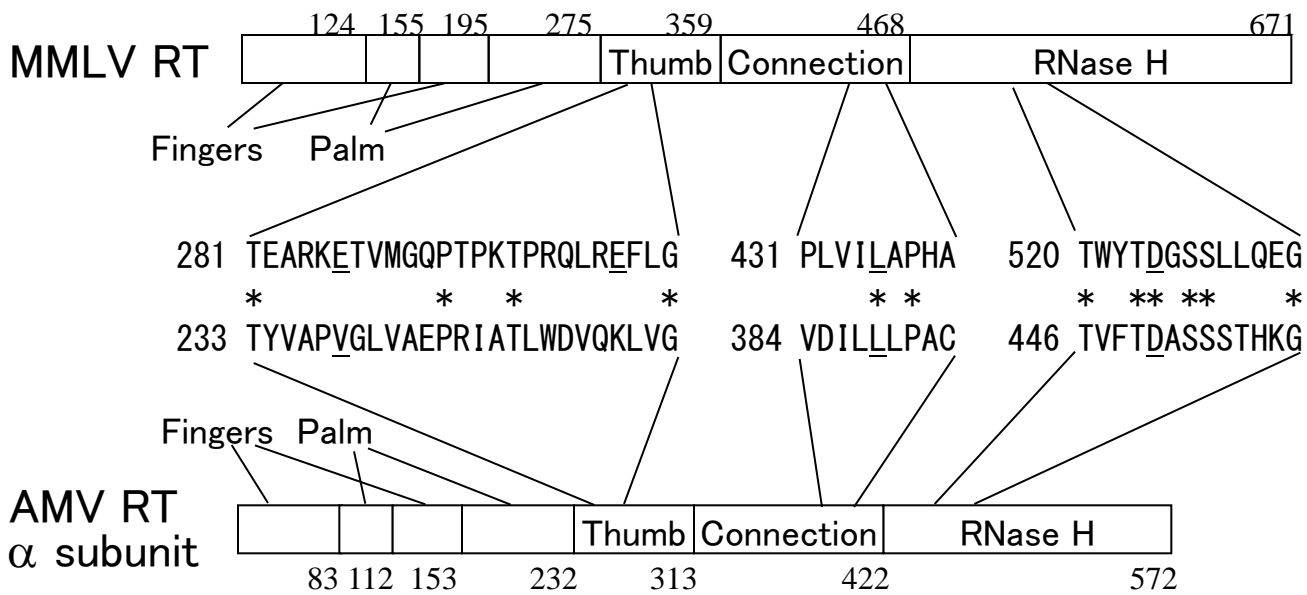 124 155 195 275 359 468 671
MMLV RT Thumb Connection RNase H
Fingers Palm
281 TEARKETVMGQPTPKTPRQLREFLG 431 PLVILAPHA 520 TWYTDGSSLLQEG
* * * * * * * ** ** *
233 TYVAPVGLVAEPRIATLWDVQKLVG 384 VDILLLPAC 446 TVFTDASSSTHKG
Fingers Palm
AMV RT
α subunit Thumb Connection RNase H
83 112 153 232 313 422 572